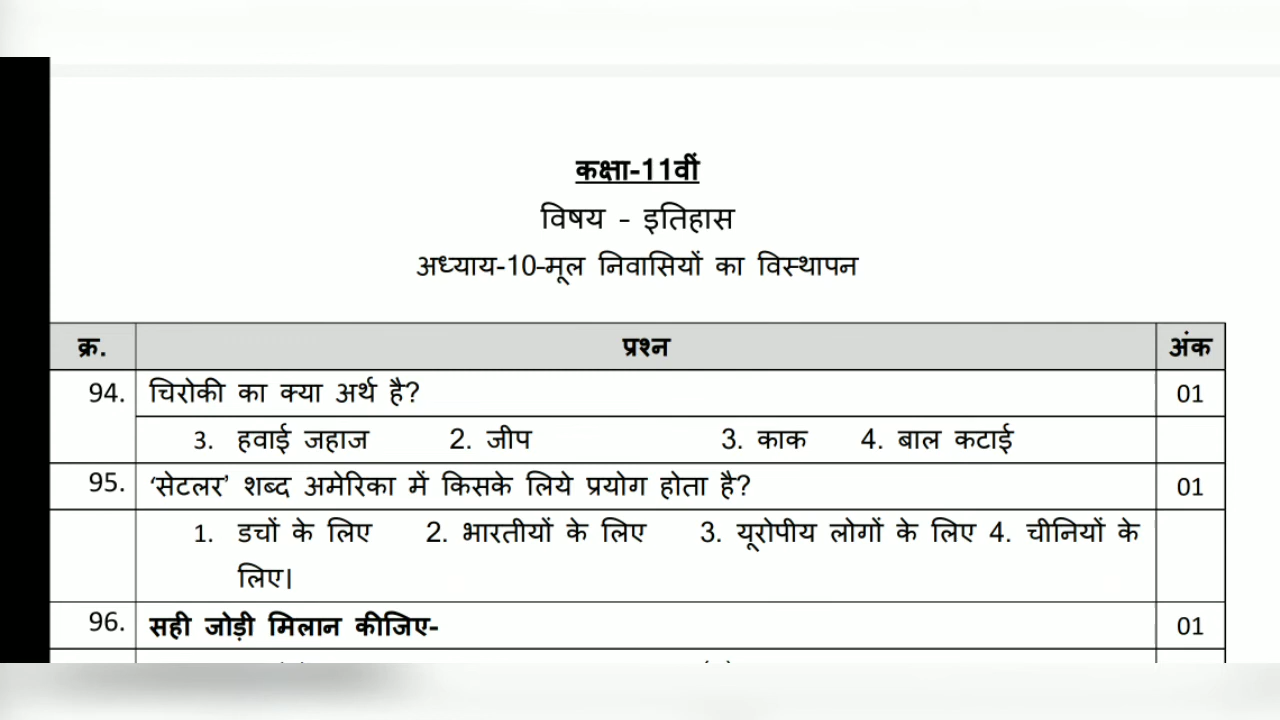 कक्षा-11वीं
विषय - इतिहास
अध्याय-10-मूल निवासियों का विस्थापन
क्र. प्रश्न अंक
94. चिरोकी का क्या अर्थ है? 01
3. हवाई जहाज 2. जीप 3. काक 4. बाल कटाई
95. 'सेटलर' शब्द अमेरिका में किसके लिये प्रयोग होता है? 01
1. डचों के लिए 2. भारतीयों के लिए 3. यूरोपीय लोगों के लिए 4. चीनियों के
लिए।
96. सही जोड़ी मिलान कीजिए- 01